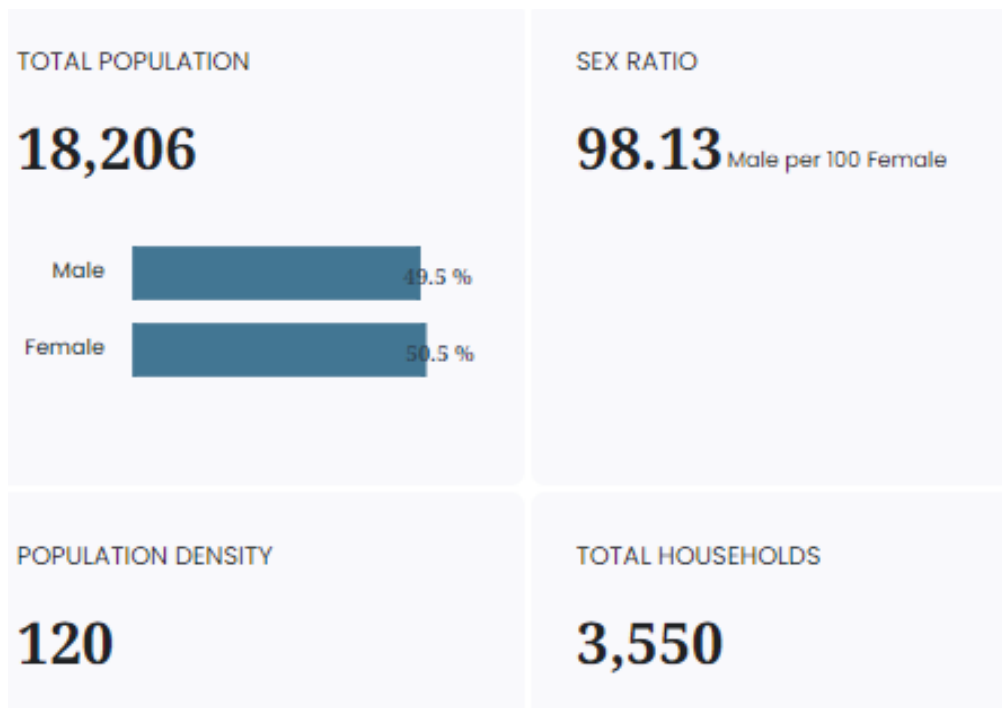 TOTAL POPULATION
18,206
Male
49.5 %
Female
50.5 %
SEX RATIO
98.13 Male per 100 Female
POPULATION DENSITY
120
TOTAL HOUSEHOLDS
3,550